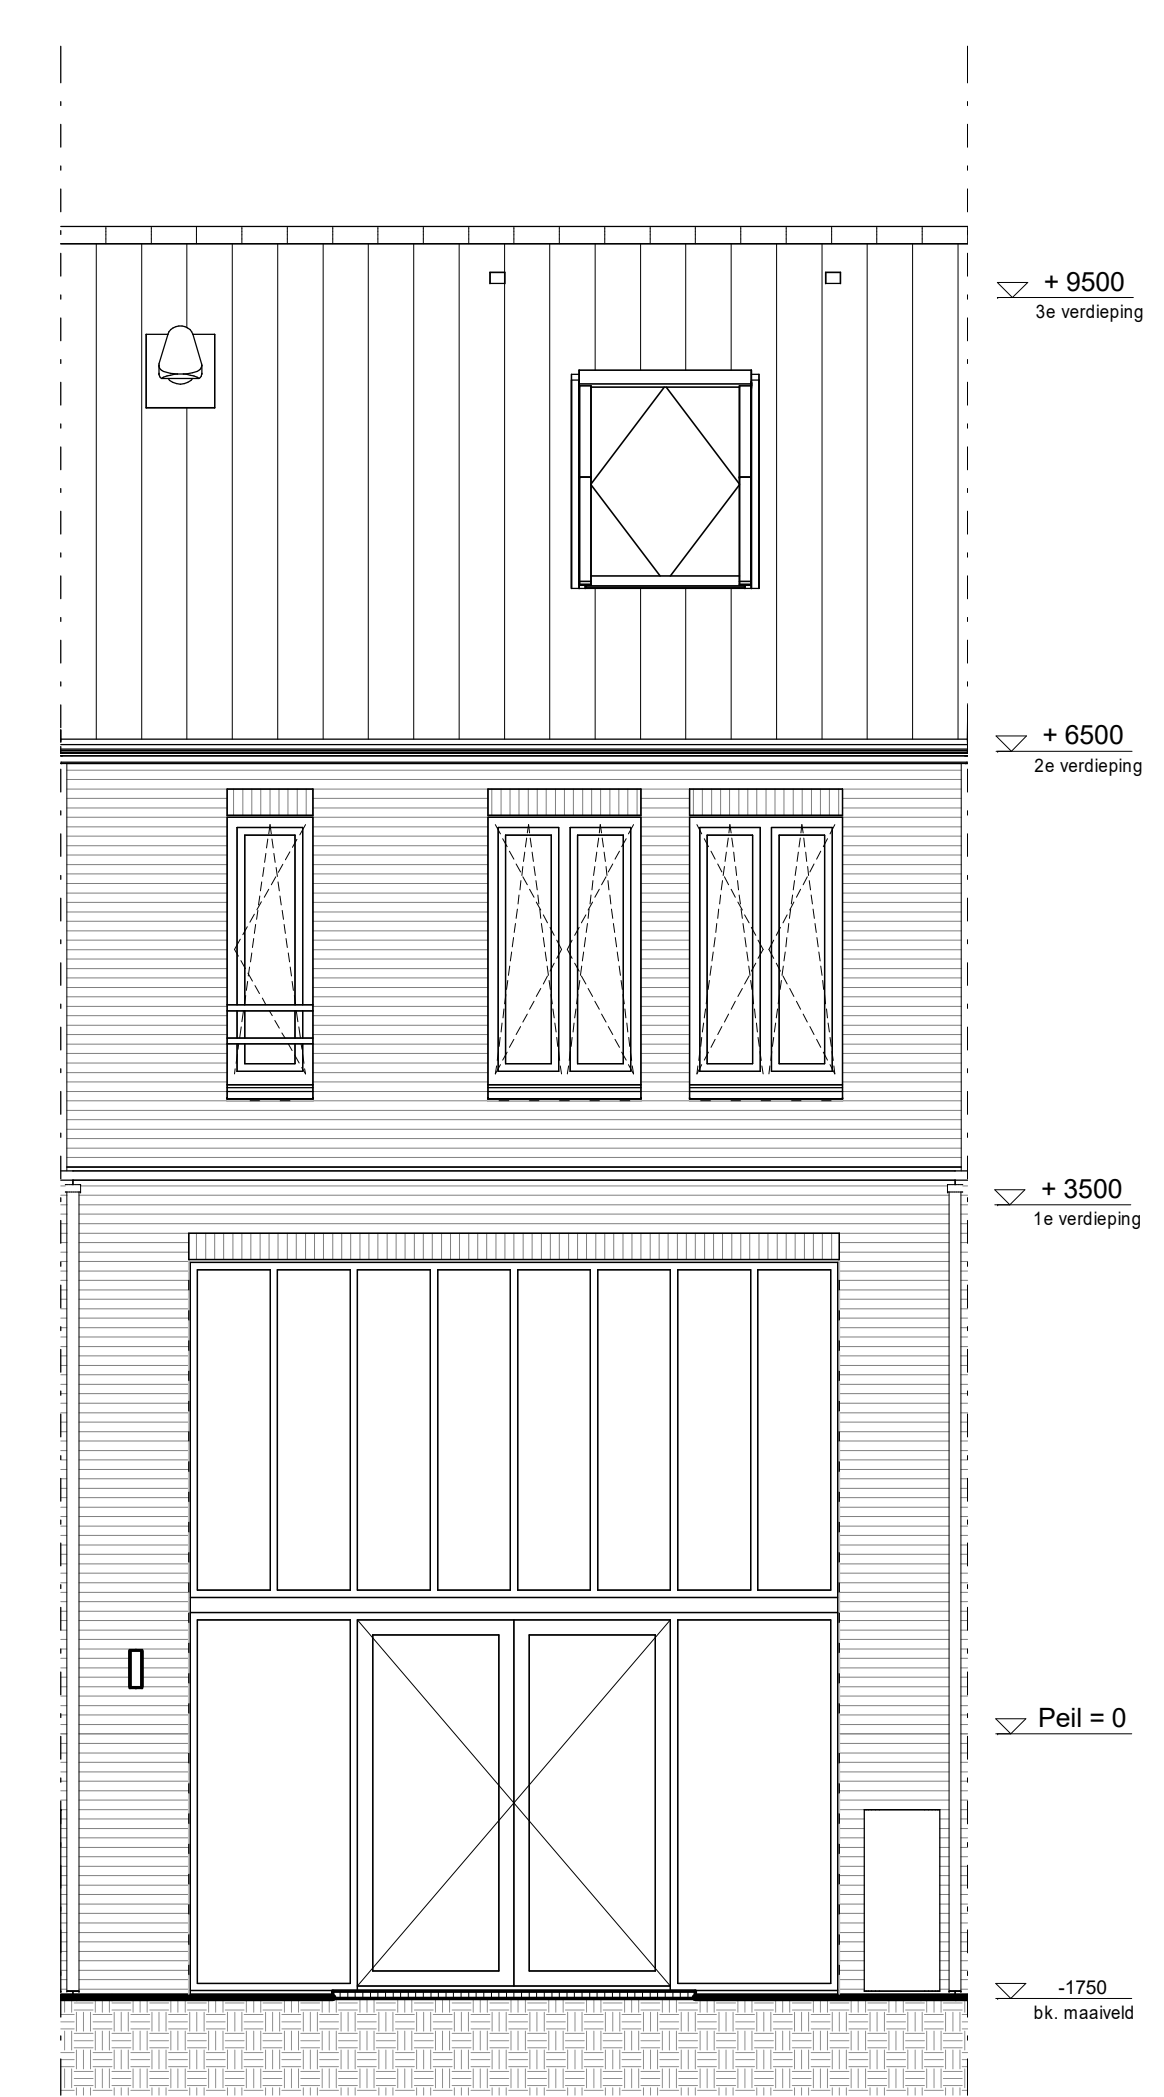 + 9500
3e verdieping
+ 6500
2e verdieping
+ 3500
1e verdieping
Peil = 0
-1750
bk. maaiveld